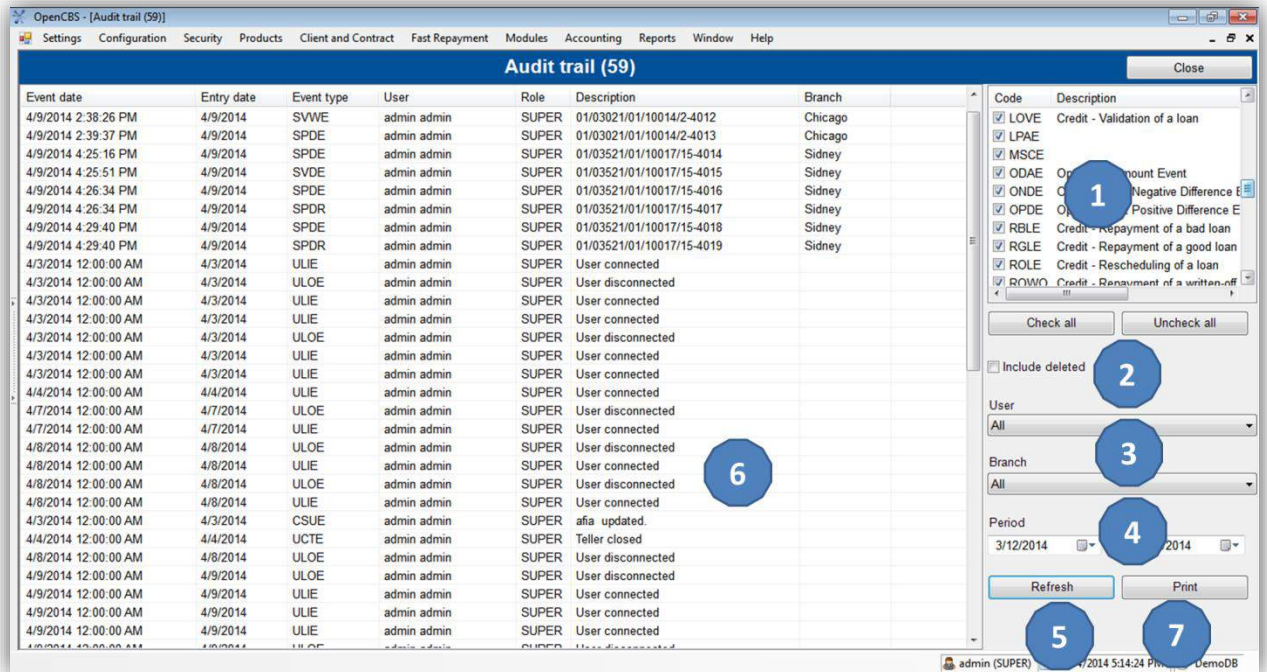 OpenCBS - [Audit trail (59)]
Settings Configuration Security Products Client and Contract Fast Repayment Modules Accounting Reports Window Help
Audit trail (59)
Close
Event date Entry date Event type User Role Description Branch
4/9/2014 2:38:26 PM 4/9/2014 SVWE admin admin SUPER 01/03021/01/10014/2-4012 Chicago
4/9/2014 2:39:37 PM 4/9/2014 SPDE admin admin SUPER 01/03021/01/10014/2-4013 Chicago
4/9/2014 4:25:16 PM 4/9/2014 SPDE admin admin SUPER 01/03521/01/10017/15-4014 Sidney
4/9/2014 4:25:51 PM 4/9/2014 SVDE admin admin SUPER 01/03521/01/10017/15-4015 Sidney
4/9/2014 4:26:34 PM 4/9/2014 SPDE admin admin SUPER 01/03521/01/10017/15-4016 Sidney
4/9/2014 4:26:34 PM 4/9/2014 SPDR admin admin SUPER 01/03521/01/10017/15-4017 Sidney
4/9/2014 4:29:40 PM 4/9/2014 SPDE admin admin SUPER 01/03521/01/10017/15-4018 Sidney
4/9/2014 4:29:40 PM 4/9/2014 SPDR admin admin SUPER 01/03521/01/10017/15-4019 Sidney
4/3/2014 12:00:00 AM 4/3/2014 ULIE admin admin SUPER User connected
4/3/2014 12:00:00 AM 4/3/2014 ULOE admin admin SUPER User disconnected
4/3/2014 12:00:00 AM 4/3/2014 ULIE admin admin SUPER User connected
4/3/2014 12:00:00 AM 4/3/2014 ULIE admin admin SUPER User connected
4/3/2014 12:00:00 AM 4/3/2014 ULOE admin admin SUPER User disconnected
4/3/2014 12:00:00 AM 4/3/2014 ULIE admin admin SUPER User connected
4/3/2014 12:00:00 AM 4/3/2014 ULIE admin admin SUPER User connected
4/4/2014 12:00:00 AM 4/4/2014 ULIE admin admin SUPER User connected
4/7/2014 12:00:00 AM 4/7/2014 ULOE admin admin SUPER User disconnected
4/7/2014 12:00:00 AM 4/7/2014 ULIE admin admin SUPER User connected
4/8/2014 12:00:00 AM 4/8/2014 ULOE admin admin SUPER User disconnected
4/8/2014 12:00:00 AM 4/8/2014 ULIE admin admin SUPER User connected
4/8/2014 12:00:00 AM 4/8/2014 ULOE admin admin SUPER User disconnected
4/8/2014 12:00:00 AM 4/8/2014 ULIE admin admin SUPER User connected
4/3/2014 12:00:00 AM 4/3/2014 CSUE admin admin SUPER afia updated.
4/4/2014 12:00:00 AM 4/4/2014 UCTE admin admin SUPER Teller closed
4/8/2014 12:00:00 AM 4/8/2014 ULOE admin admin SUPER User disconnected
4/9/2014 12:00:00 AM 4/9/2014 ULOE admin admin SUPER User disconnected
4/9/2014 12:00:00 AM 4/9/2014 ULIE admin admin SUPER User connected
4/9/2014 12:00:00 AM 4/9/2014 ULIE admin admin SUPER User connected
4/9/2014 12:00:00 AM 4/9/2014 ULIE admin admin SUPER User connected
6
Code Description
LOVE Credit - Validation of a loan
LPAE
MSCE
ODAE Event
ONDE Negative Difference
OPDE Positive Difference E
RBLE Credit - Repayment of a bad loan
RGLE Credit - Repayment of a good loan
ROLE Credit - Rescheduling of a loan
ROWO Credit - Repayment of a written-off
1
Check all Uncheck all
Include deleted
2
User
All
3
Branch
All
Period
4
3/12/2014 2014
Refresh Print
5 7
admin (SUPER) 2014 5:14:24 PM DemoDB